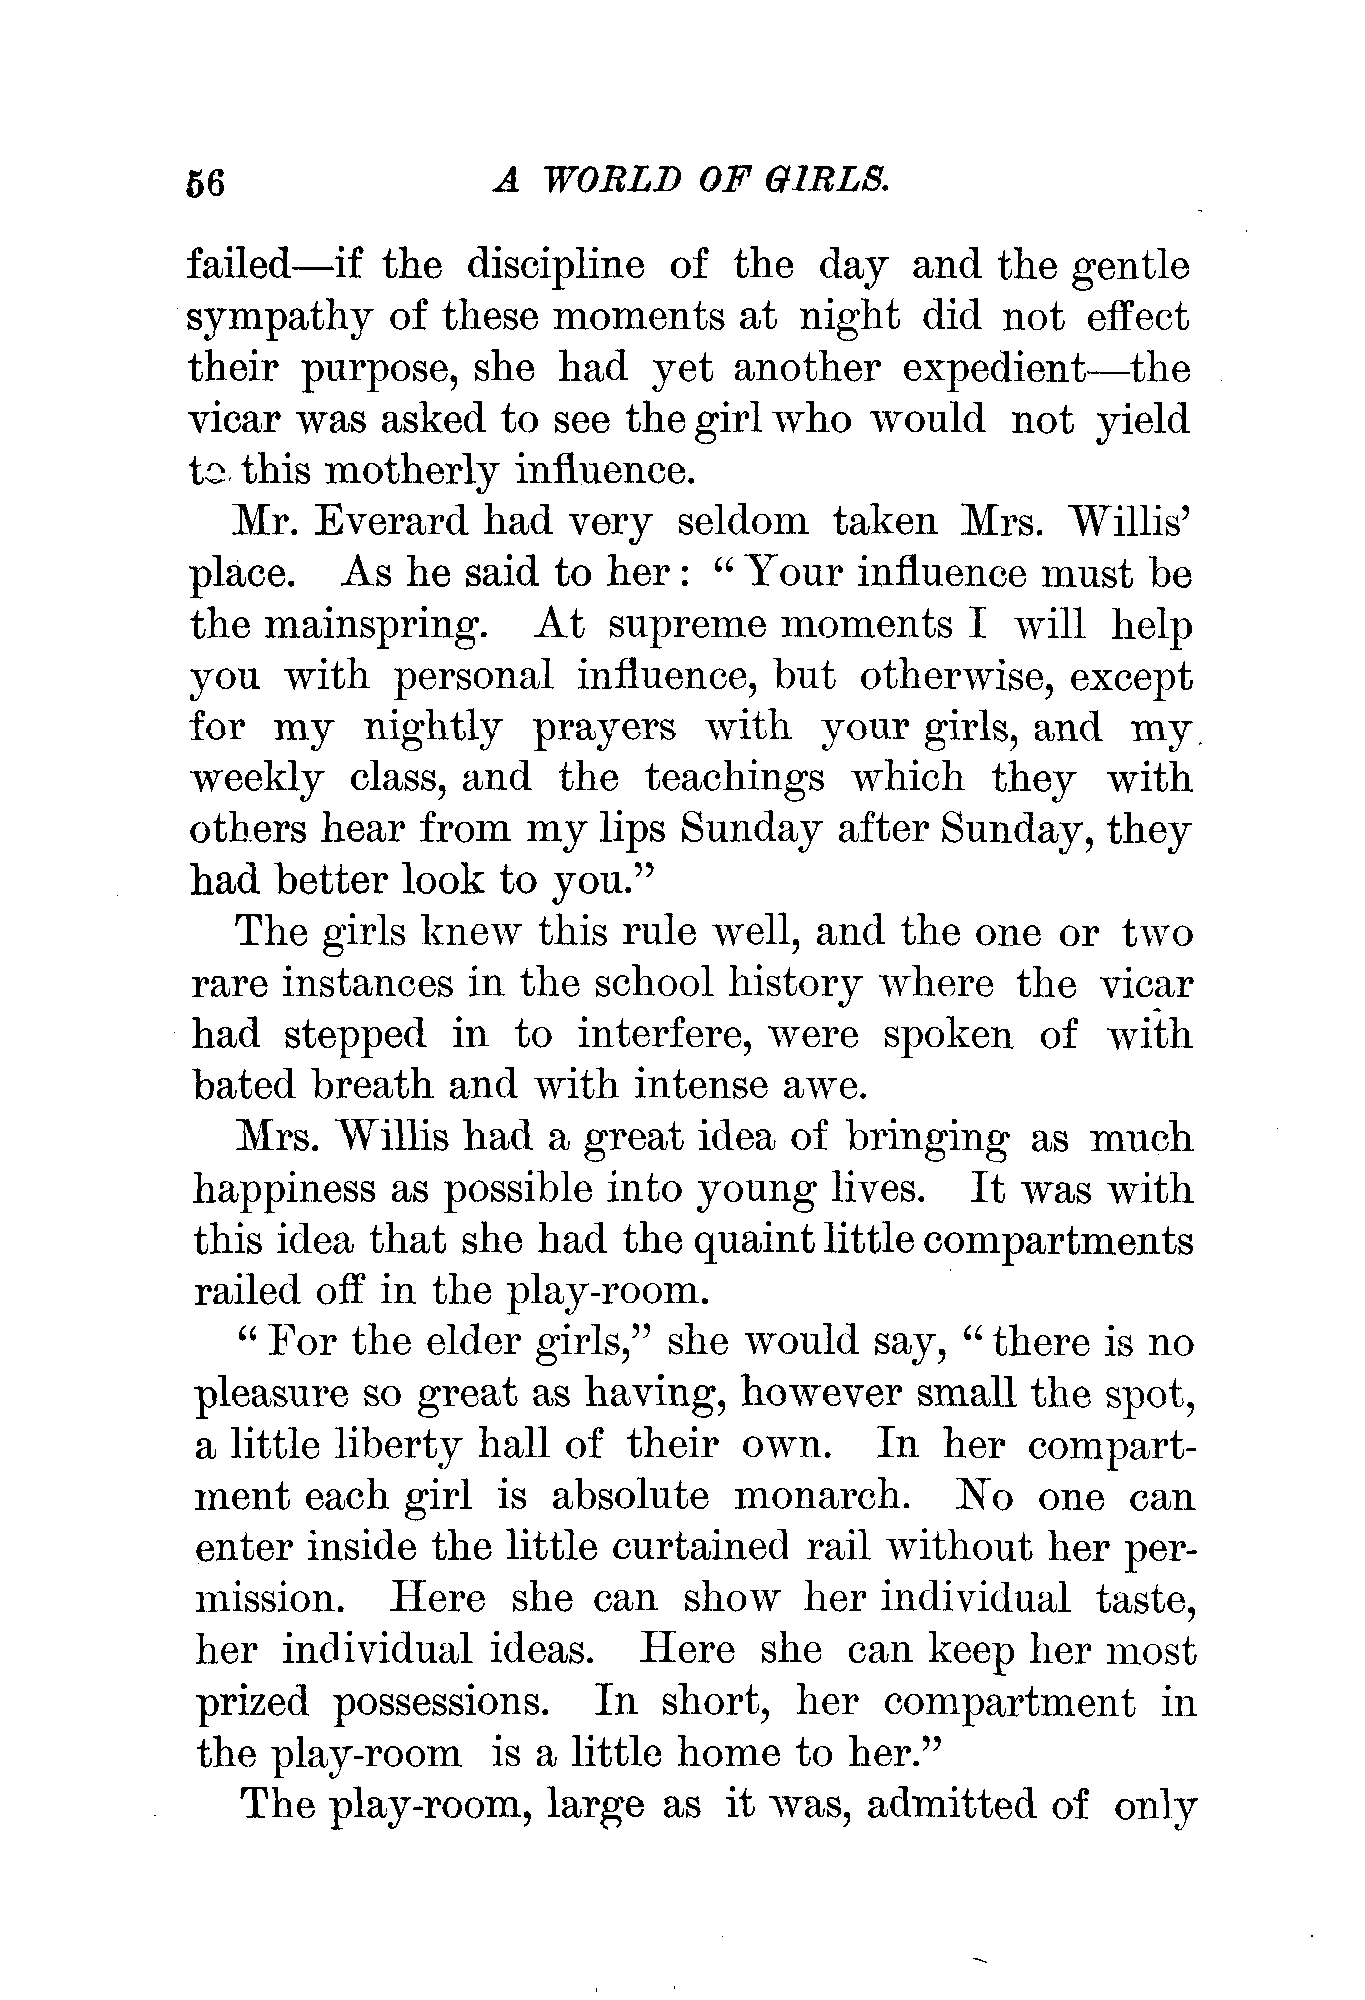 56 A WORLD OF GIRLS.
failed—if the discipline of the day and the gentle
sympathy of these moments at night did not effect
their purpose, she had yet another expedient—the
vicar was asked to see the girl who would not yield
to this motherly influence.
Mr. Everard had very seldom taken Mrs. Willis'
place. As he said to her: "Your influence must be
the mainspring. At supreme moments I will help
you with personal influence, but otherwise, except
for my nightly prayers with your girls, and my
weekly class, and the teachings which they with
others hear from my lips Sunday after Sunday, they
had better look to you."
The girls knew this rule well, and the one or two
rare instances in the school history where the vicar
had stepped in to interfere, were spoken of with
bated breath and with intense awe.
Mrs. Willis had a great idea of bringing as much
happiness as possible into young lives. It was with
this idea that she had the quaint little compartments
railed off in the play-room.
"For the elder girls," she would say, "there is no
pleasure so great as having, however small the spot,
a little liberty hall of their own. In her compart-
ment each girl is absolute monarch. No one can
enter inside the little curtained rail without her per-
mission. Here she can show her individual taste,
her individual ideas. Here she can keep her most
prized possessions. In short, her compartment in
the play-room is a little home to her."
The play-room, large as it was, admitted of only